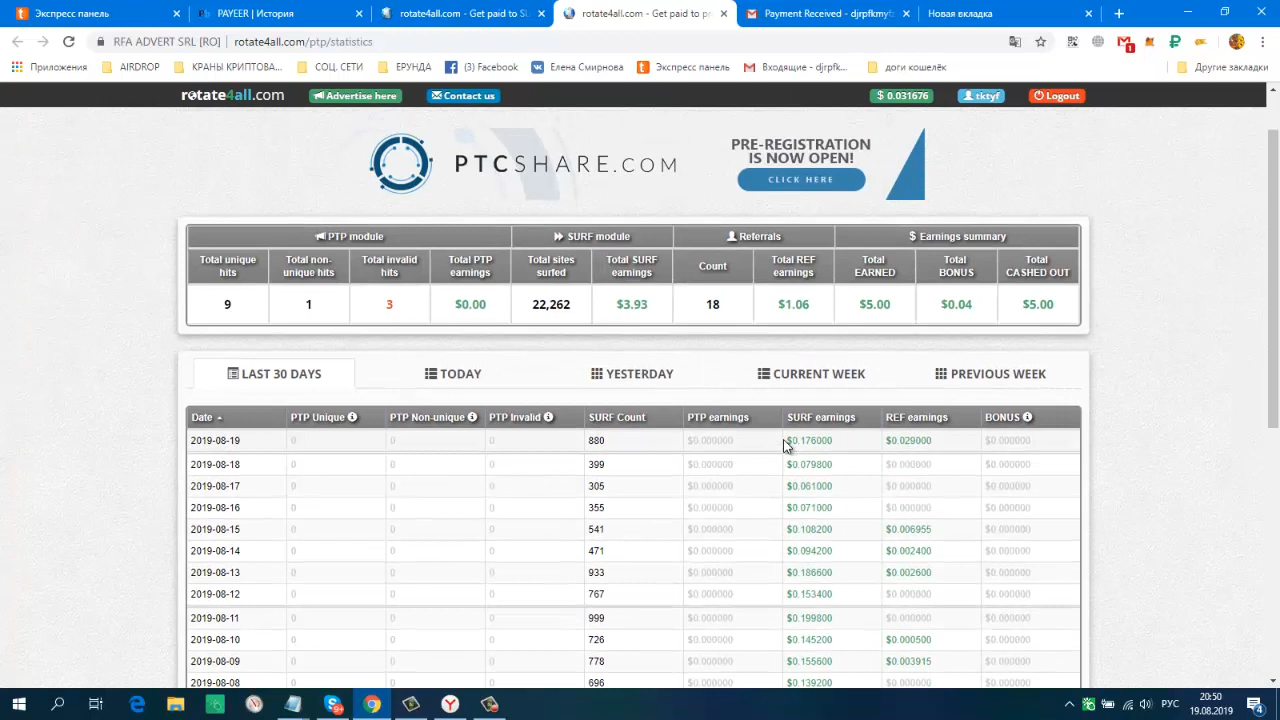 Экспресс панель
PAYEER | История
rotate4all.com - Get paid to SU
rotate4all.com - Get paid to pr
Payment Received - djrpfkmyfz
Новая вкладка
RFA ADVERT SRL [RO] rotate4all.com/ptp/statistics
1
Приложения AIRDROP КРАНЫ КРИПТОВА... СОЦ. СЕТИ ЕРУНДА (3) Facebook Елена Смирнова Экспресс панель Входящие - djrpfk... доги кошелёк Другие закладки
rotate4all.com Advertise here Contact us $ 0.031676 tktyf Logout
PTCSHARE.COM
PRE-REGISTRATION
IS NOW OPEN!
CLICK HERE
PTP module SURF module Referrals $ Earnings summary
Total unique hits Total non-unique hits Total invalid hits Total PTP earnings Total sites surfed Total SURF earnings Count Total REF earnings Total EARNED Total BONUS Total CASHED OUT
9 1 3 $0.00 22,262 $3.93 18 $1.06 $5.00 $0.04 $5.00
LAST 30 DAYS TODAY YESTERDAY CURRENT WEEK PREVIOUS WEEK
Date PTP Unique PTP Non-unique PTP Invalid SURF Count PTP earnings SURF earnings REF earnings BONUS
2019-08-19 0 0 0 880 $0.000000 $0.176000 $0.029000 $0.000000
2019-08-18 0 0 0 399 $0.000000 $0.079800 $0.000000 $0.000000
2019-08-17 0 0 0 305 $0.000000 $0.061000 $0.000000 $0.000000
2019-08-16 0 0 0 355 $0.000000 $0.071000 $0.000000 $0.000000
2019-08-15 0 0 0 541 $0.000000 $0.108200 $0.006955 $0.000000
2019-08-14 0 0 0 471 $0.000000 $0.094200 $0.002400 $0.000000
2019-08-13 0 0 0 933 $0.000000 $0.186600 $0.002600 $0.000000
2019-08-12 0 0 0 767 $0.000000 $0.153400 $0.000000 $0.000000
2019-08-11 0 0 0 999 $0.000000 $0.199800 $0.000000 $0.000000
2019-08-10 0 0 0 726 $0.000000 $0.145200 $0.000500 $0.000000
2019-08-09 0 0 0 778 $0.000000 $0.155600 $0.003915 $0.000000
2019-08-08 0 0 0 696 $0.000000 $0.139200 $0.000000 $0.000000
РУС
20:50
19.08.2019
4